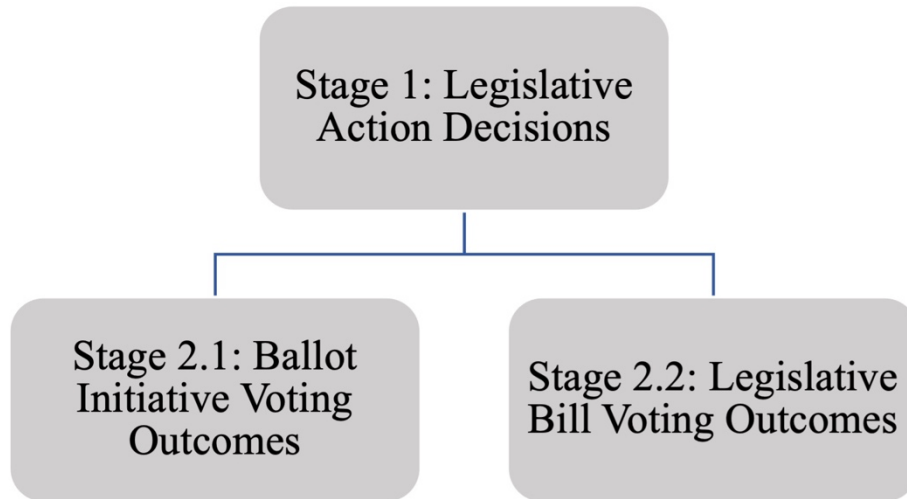 Stage 1: Legislative
Action Decisions
Stage 2.1: Ballot
Initiative Voting
Outcomes
Stage 2.2: Legislative
Bill Voting Outcomes